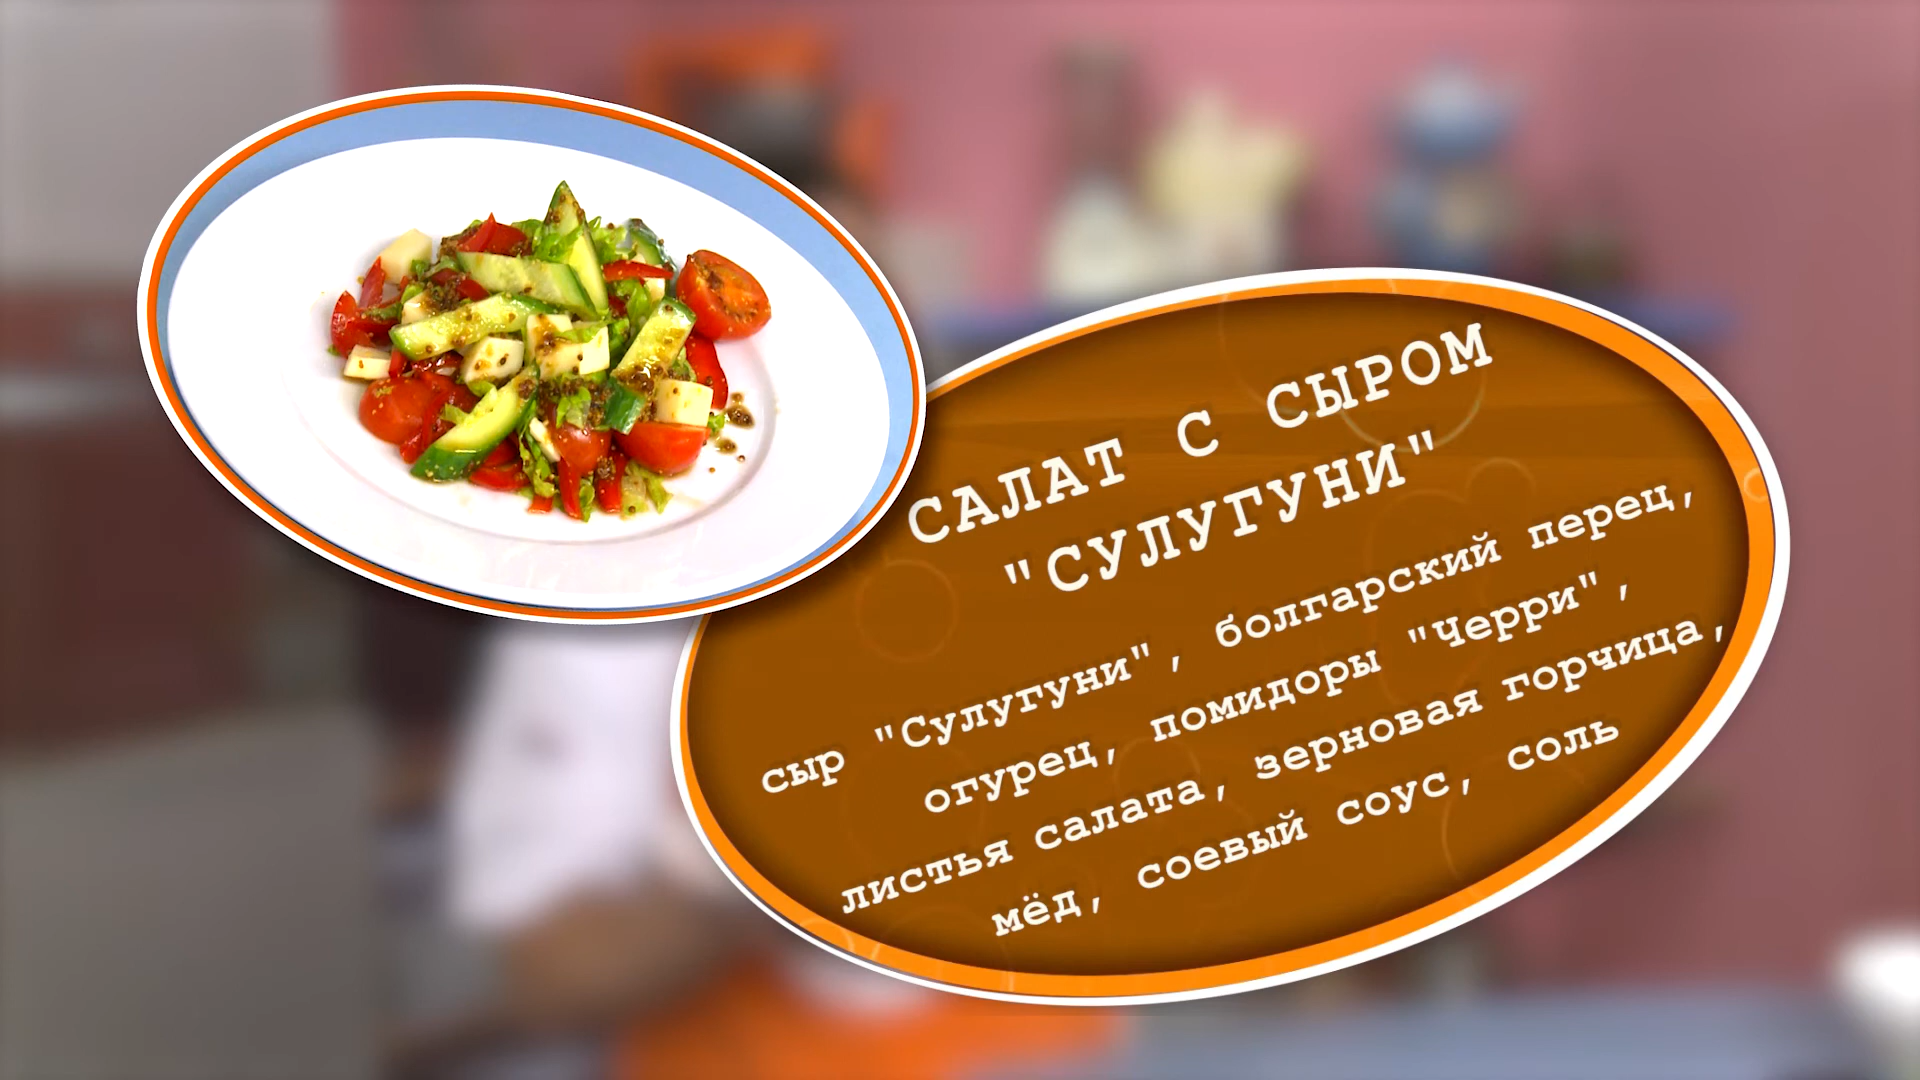 САЛАТ С СЫРОМ
"СУЛУГУНИ"
сыр "Сулугуни", болгарский перец,
огурец, помидоры "Черри",
листья салата, зерновая горчица,
мёд, соевый соус, соль